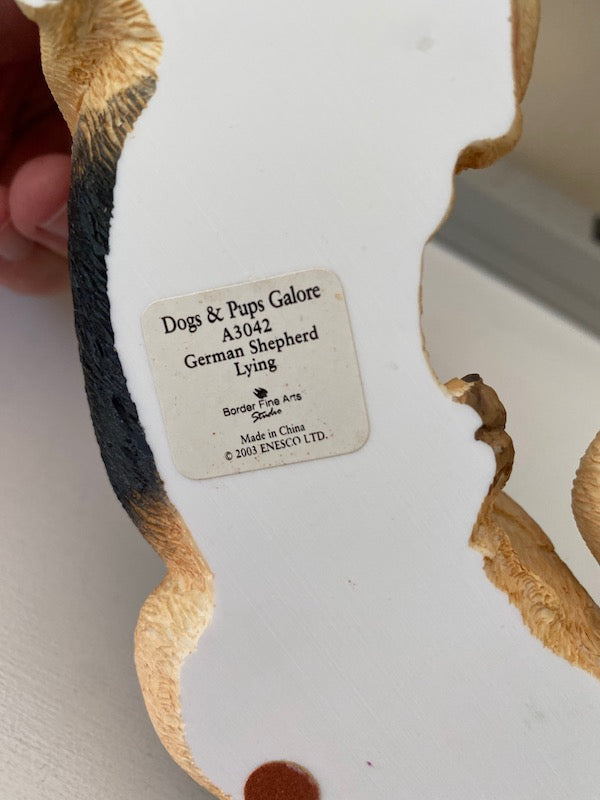 Dogs & Pups Galore
A3042
German Shepherd
Lying
Border Fine Arts
Studio
Made in China
© 2003 ENESCO LTD.